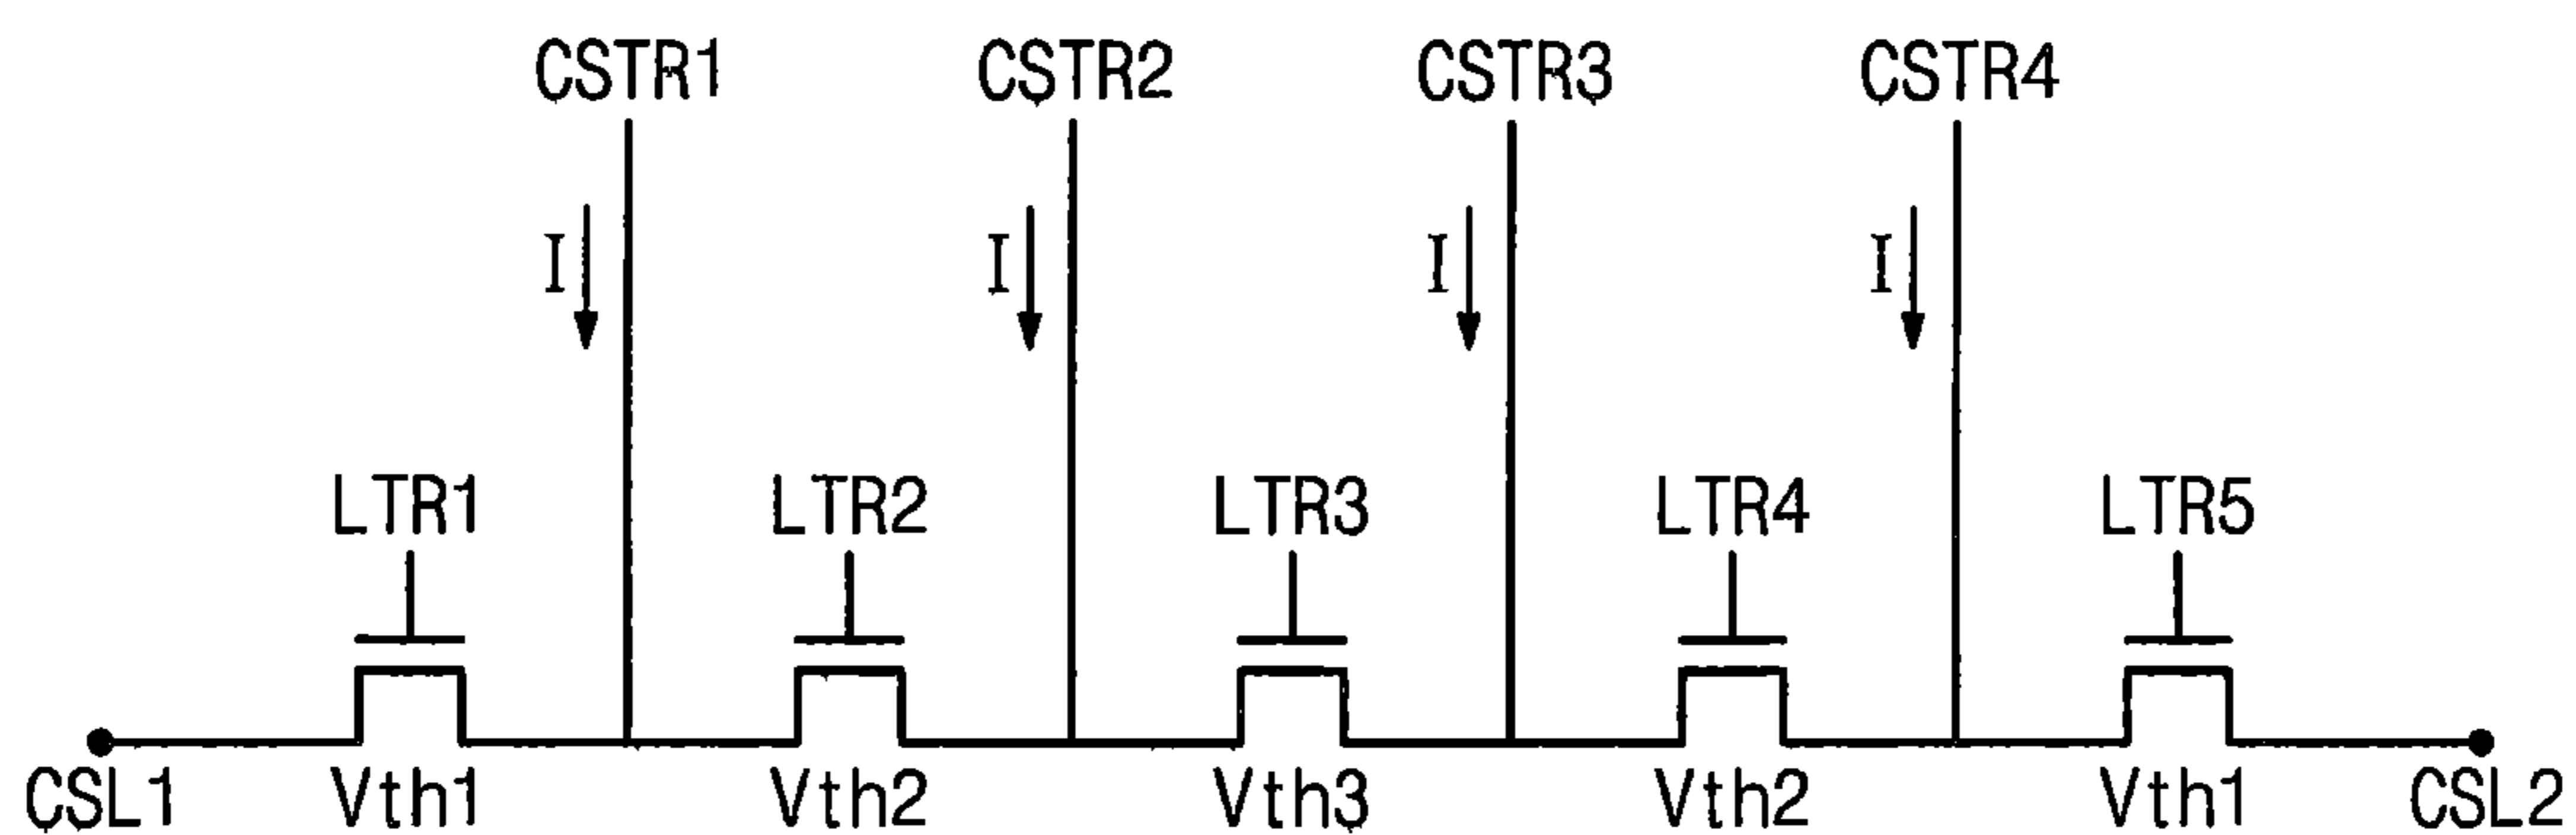 CSTR1 CSTR2 CSTR3 CSTR4
I I I I
LTR1 LTR2 LTR3 LTR4 LTR5
CSL1 Vth1 Vth2 Vth3 Vth2 Vth1 CSL2